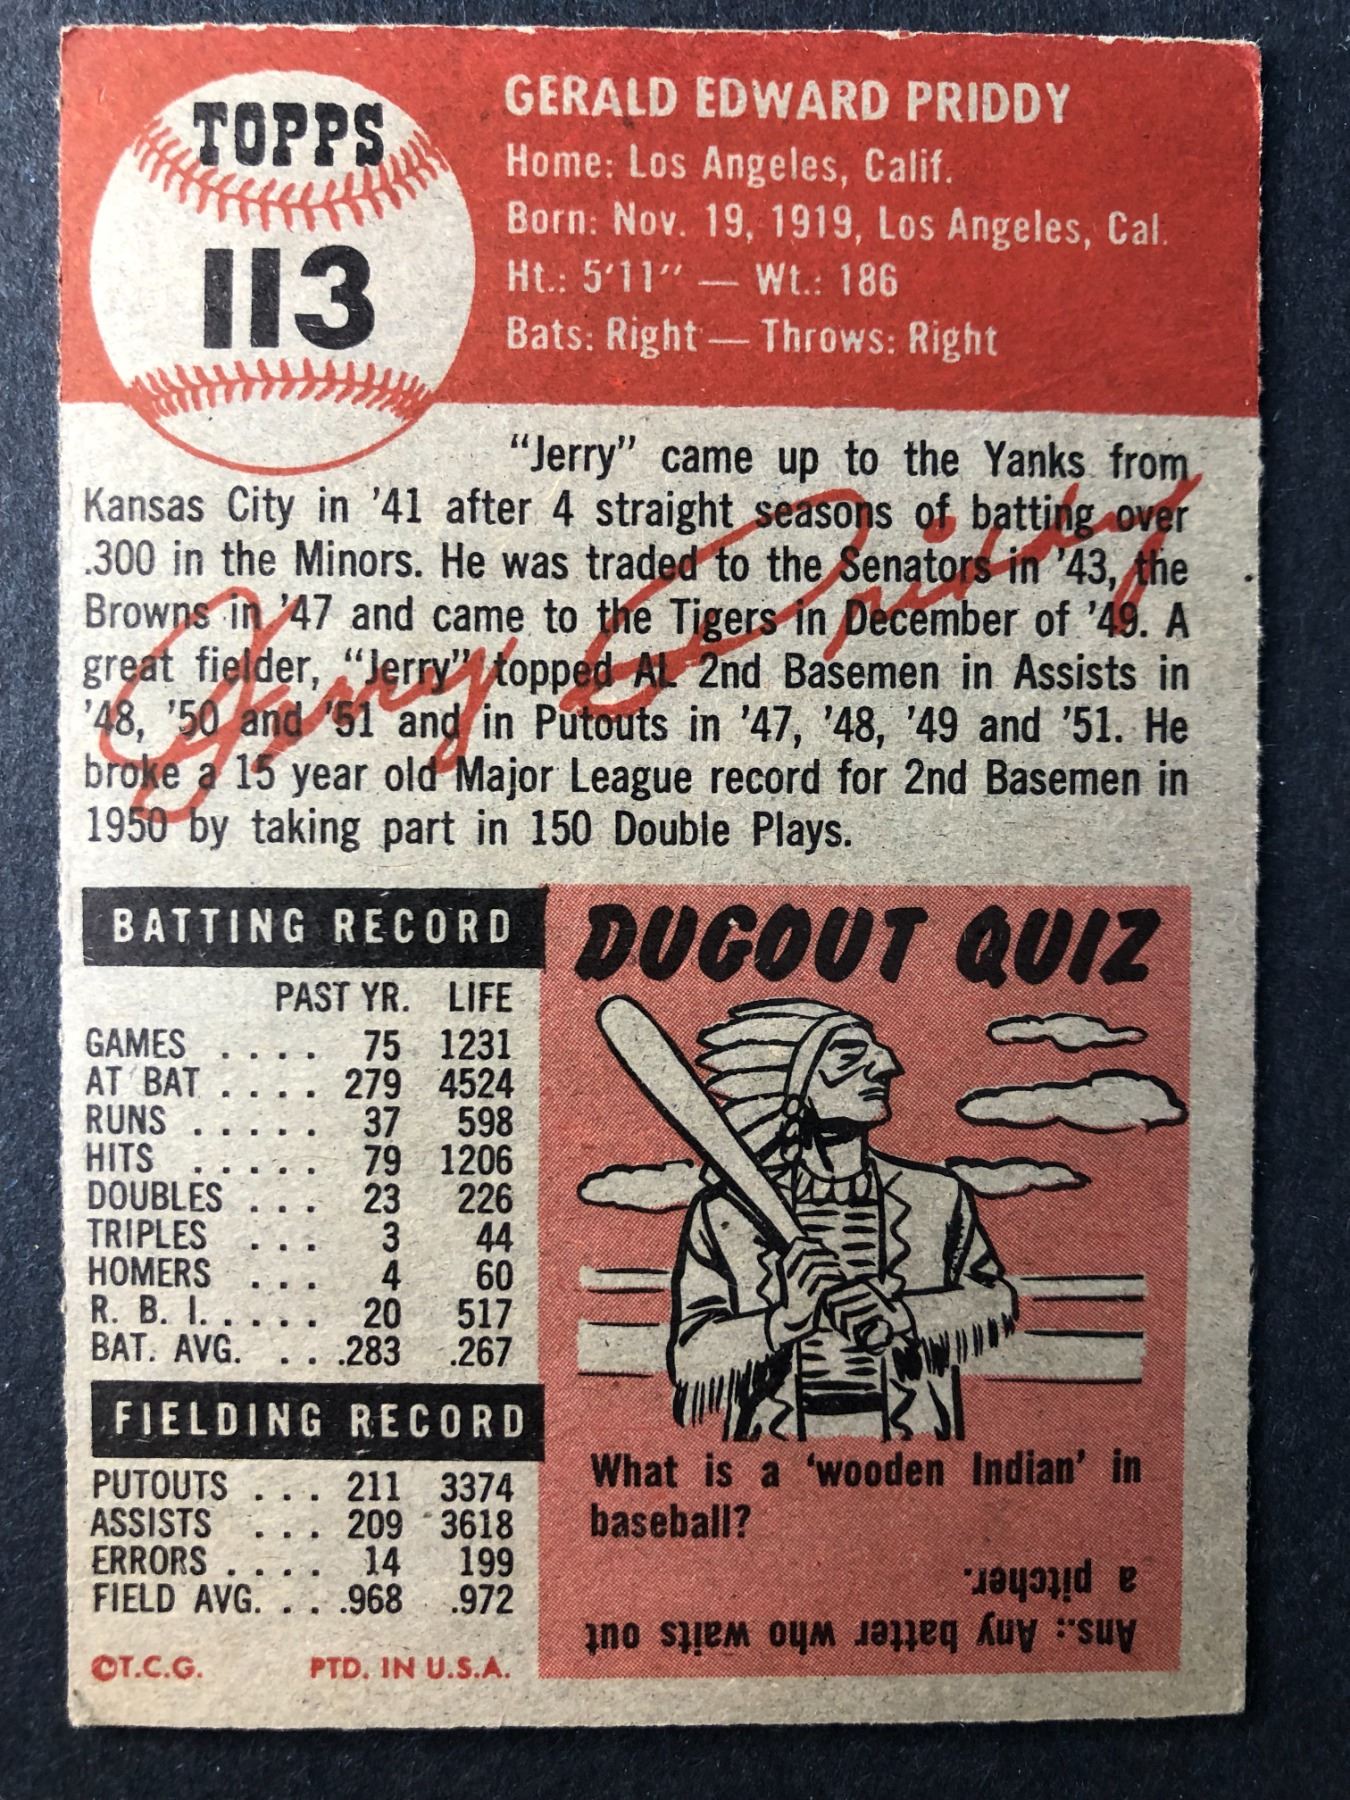 TOPPS
113
GERALD EDWARD PRIDDY
Home: Los Angeles, Calif.
Born: Nov. 19, 1919, Los Angeles, Cal.
Ht.: 5'11" — Wt.: 186
Bats: Right — Throws: Right
"Jerry" came up to the Yanks from
Kansas City in '41 after 4 straight seasons of batting over
.300 in the Minors. He was traded to the Senators in '43, the
Browns in '47 and came to the Tigers in December of '49. A
great fielder, "Jerry" topped AL 2nd Basemen in Assists in
'48, '50 and '51 and in Putouts in '47, '48, '49 and '51. He
broke a 15 year old Major League record for 2nd Basemen in
1950 by taking part in 150 Double Plays.
Jerry Priddy
BATTING RECORD
PAST YR. LIFE
GAMES .... 75 1231
AT BAT .... 279 4524
RUNS ..... 37 598
HITS ..... 79 1206
DOUBLES ... 23 226
TRIPLES ... 3 44
HOMERS ... 4 60
R. B. I. .... 20 517
BAT. AVG. ... .283 .267
FIELDING RECORD
PUTOUTS ... 211 3374
ASSISTS ... 209 3618
ERRORS .... 14 199
FIELD AVG. ... .968 .972
©T.C.G. PTD. IN U.S.A.
DUGOUT QUIZ
What is a 'wooden Indian' in
baseball?
Ans.: Any batter who waits out
a pitcher.